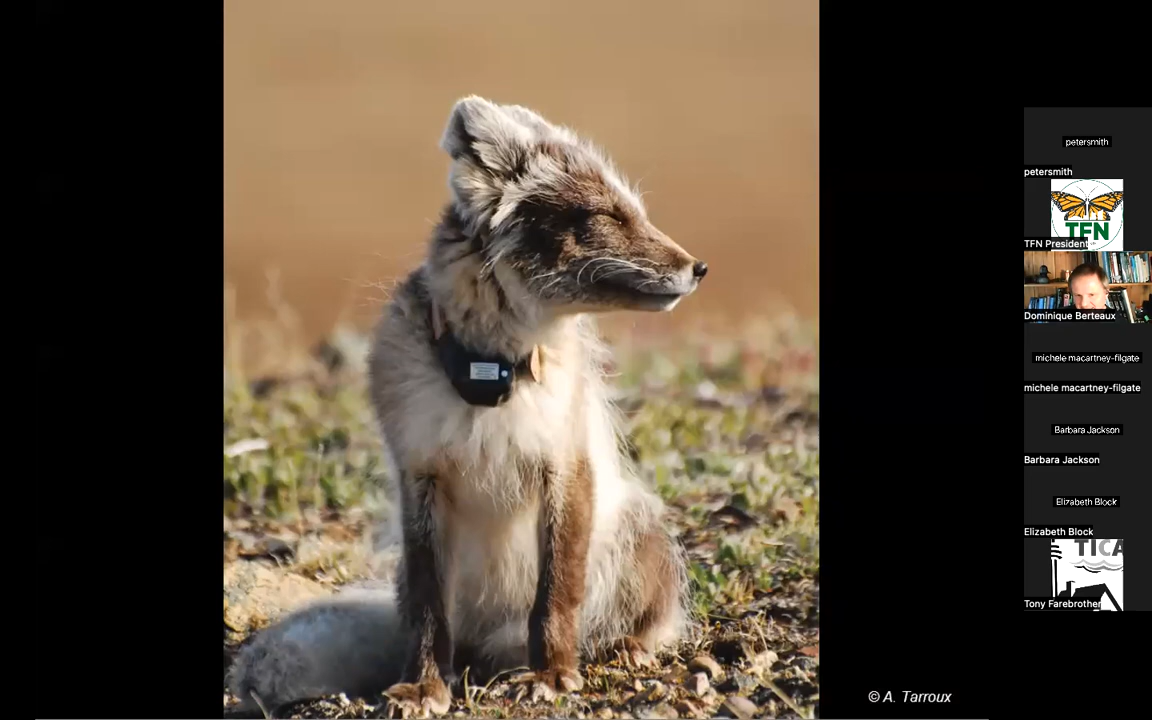 petersmith
petersmith
TFN
TFN President
Dominique Berteaux
michele macartney-filgate
michele macartney-filgate
Barbara Jackson
Barbara Jackson
Elizabeth Block
Elizabeth Block
TICA
Tony Farebrother
© A. Tarroux